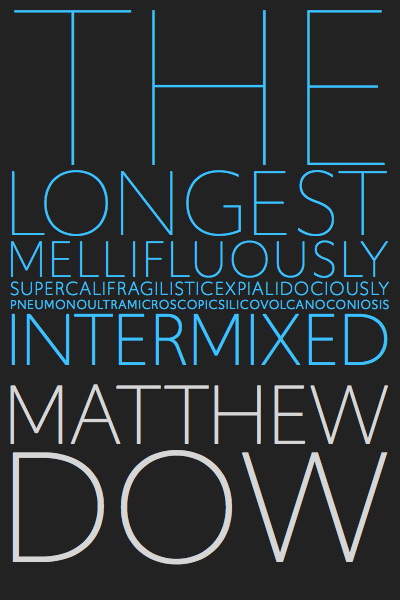 THE
LONGEST
MELLIFLUOUSLY
SUPERCALIFRAGILISTICEXPIALIDOCIOUSLY
PNEUMONOULTRAMICROSCOPICSILICOVOLCANOCONIOSIS
INTERMIXED
MATTHEW
DOW